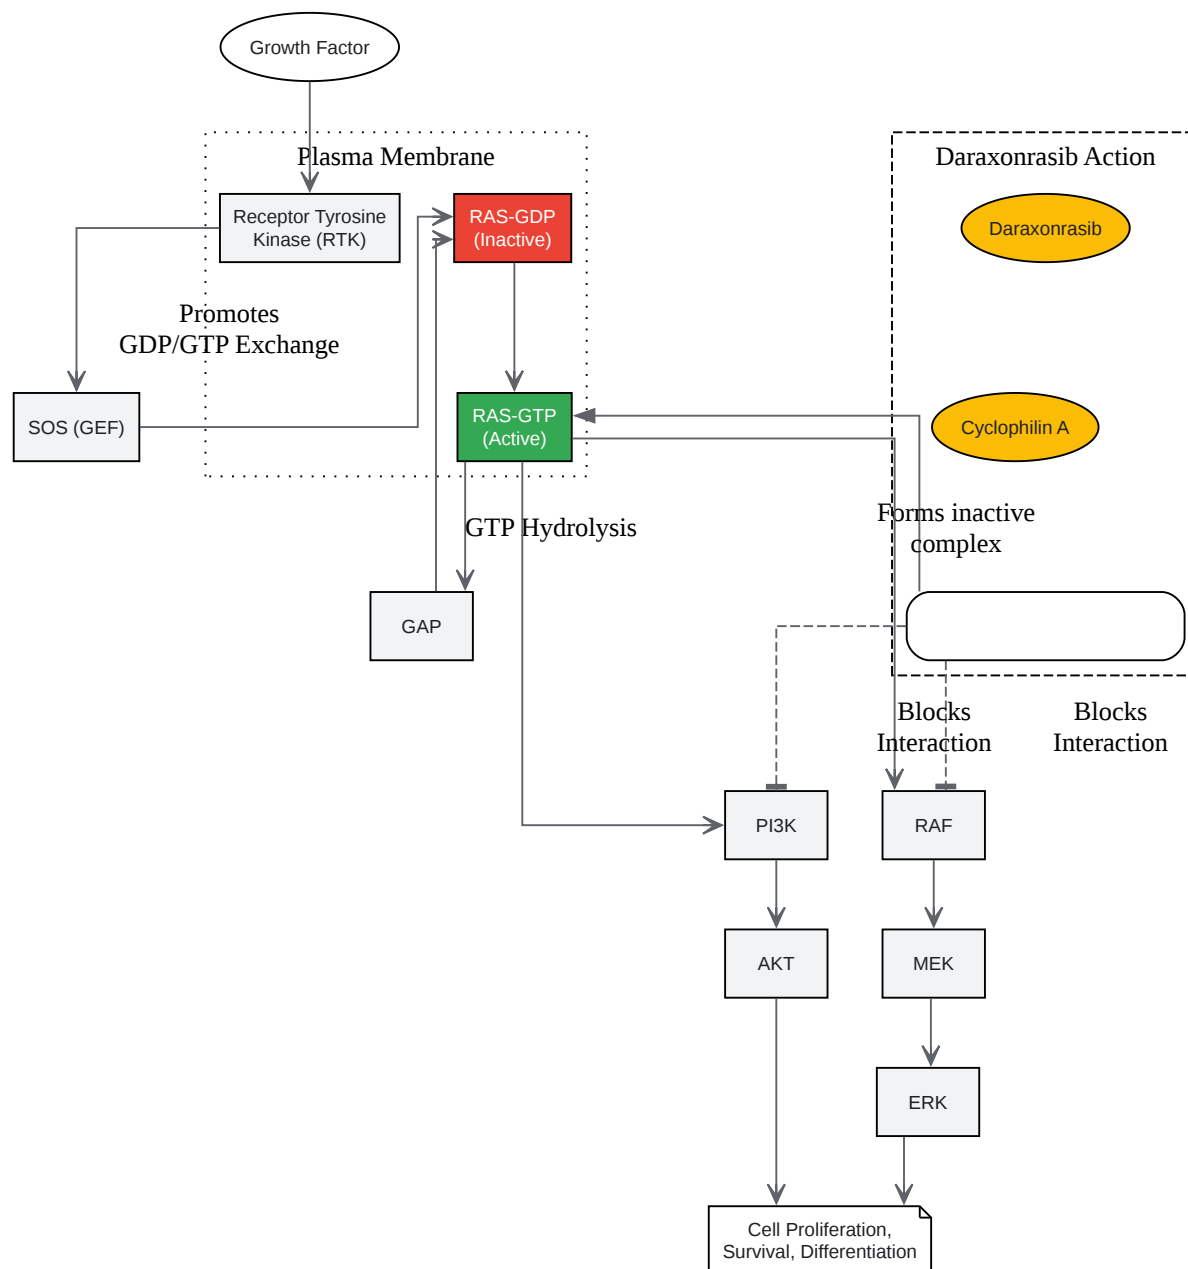 Growth Factor
Plasma Membrane
Daraxonrasib Action
Receptor Tyrosine
Kinase (RTK)
RAS-GDP
(Inactive)
Daraxonrasib
Promotes
GDP/GTP Exchange
SOS (GEF)
RAS-GTP
(Active)
Cyclophilin A
GTP Hydrolysis
Forms inactive
complex
GAP
Blocks
Interaction
Blocks
Interaction
PI3K
RAF
AKT
MEK
ERK
Cell Proliferation,
Survival, Differentiation